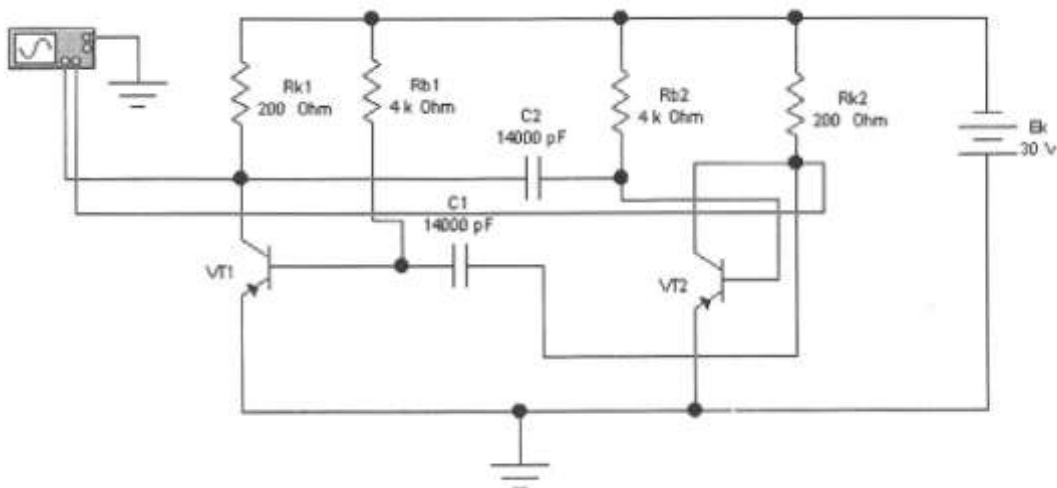 Rk1
200 Ohm
Rb1
4 k Ohm
C2
14000 pF
Rb2
4 k Ohm
Rk2
200 Ohm
Ek
30 V
C1
14000 pF
VT1
VT2